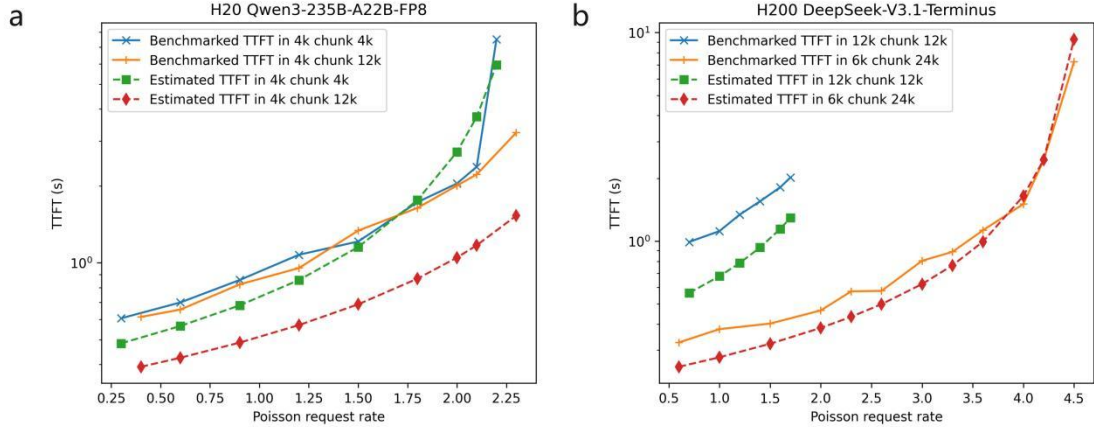 a
H20 Qwen3-235B-A22B-FP8
Benchmarked TTFT in 4k chunk 4k
Benchmarked TTFT in 4k chunk 12k
Estimated TTFT in 4k chunk 4k
Estimated TTFT in 4k chunk 12k
TTFT (s)
10⁰
0.25 0.50 0.75 1.00 1.25 1.50 1.75 2.00 2.25
Poisson request rate
b
H200 DeepSeek-V3.1-Terminus
Benchmarked TTFT in 12k chunk 12k
Benchmarked TTFT in 6k chunk 24k
Estimated TTFT in 12k chunk 12k
Estimated TTFT in 6k chunk 24k
TTFT (s)
10¹
10⁰
0.5 1.0 1.5 2.0 2.5 3.0 3.5 4.0 4.5
Poisson request rate